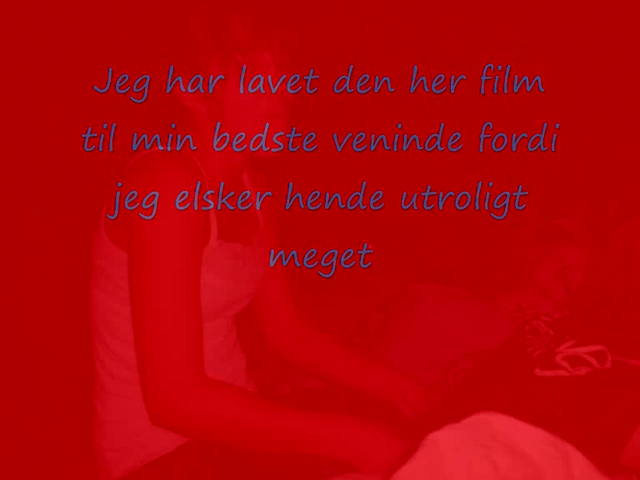 Jeg har lavet den her film
til min bedste veninde fordi
jeg elsker hende utroligt
meget